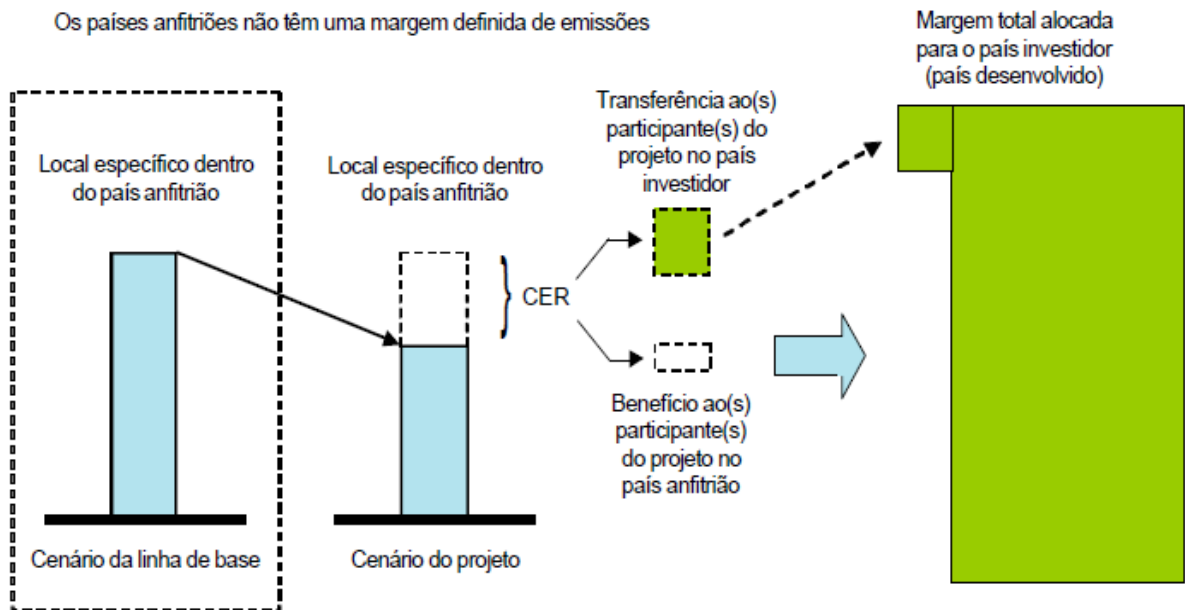 Os países anfitriões não têm uma margem definida de emissões
Margem total alocada
para o país investidor
(país desenvolvido)
Local específico dentro
do país anfitrião
Local específico dentro
do país anfitrião
Transferência ao(s)
participante(s) do
projeto no país
investidor
} CER
Benefício ao(s)
participante(s)
do projeto no
país anfitrião
Cenário da linha de base
Cenário do projeto